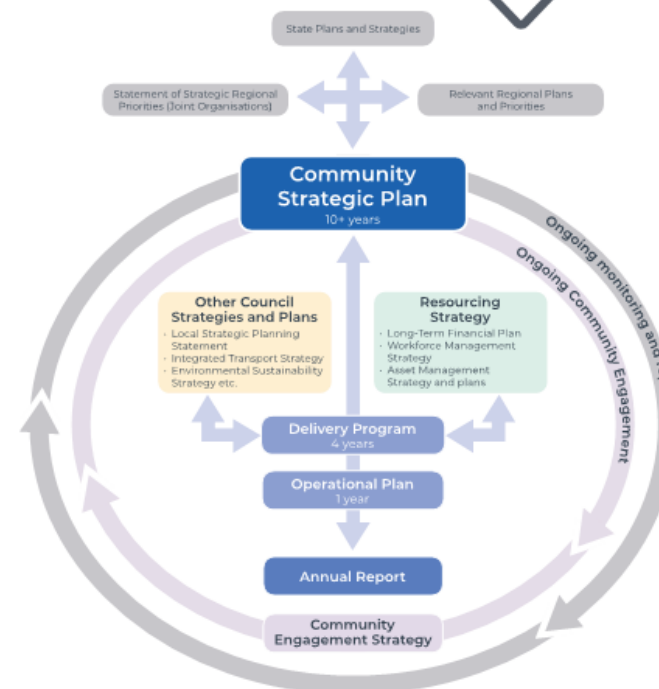 State Plans and Strategies
Statement of Strategic Regional
Priorities (Joint Organisations)
Relevant Regional Plans
and Priorities
Community
Strategic Plan
10+ years
Ongoing monitoring and
Ongoing Community Engagement
Other Council
Strategies and Plans
· Local Strategic Planning
Statement
· Integrated Transport Strategy
· Environmental Sustainability
Strategy etc.
Resourcing
Strategy
· Long-Term Financial Plan
· Workforce Management
Strategy
· Asset Management
Strategy and plans
Delivery Program
4 years
Operational Plan
1 year
Annual Report
Community
Engagement Strategy